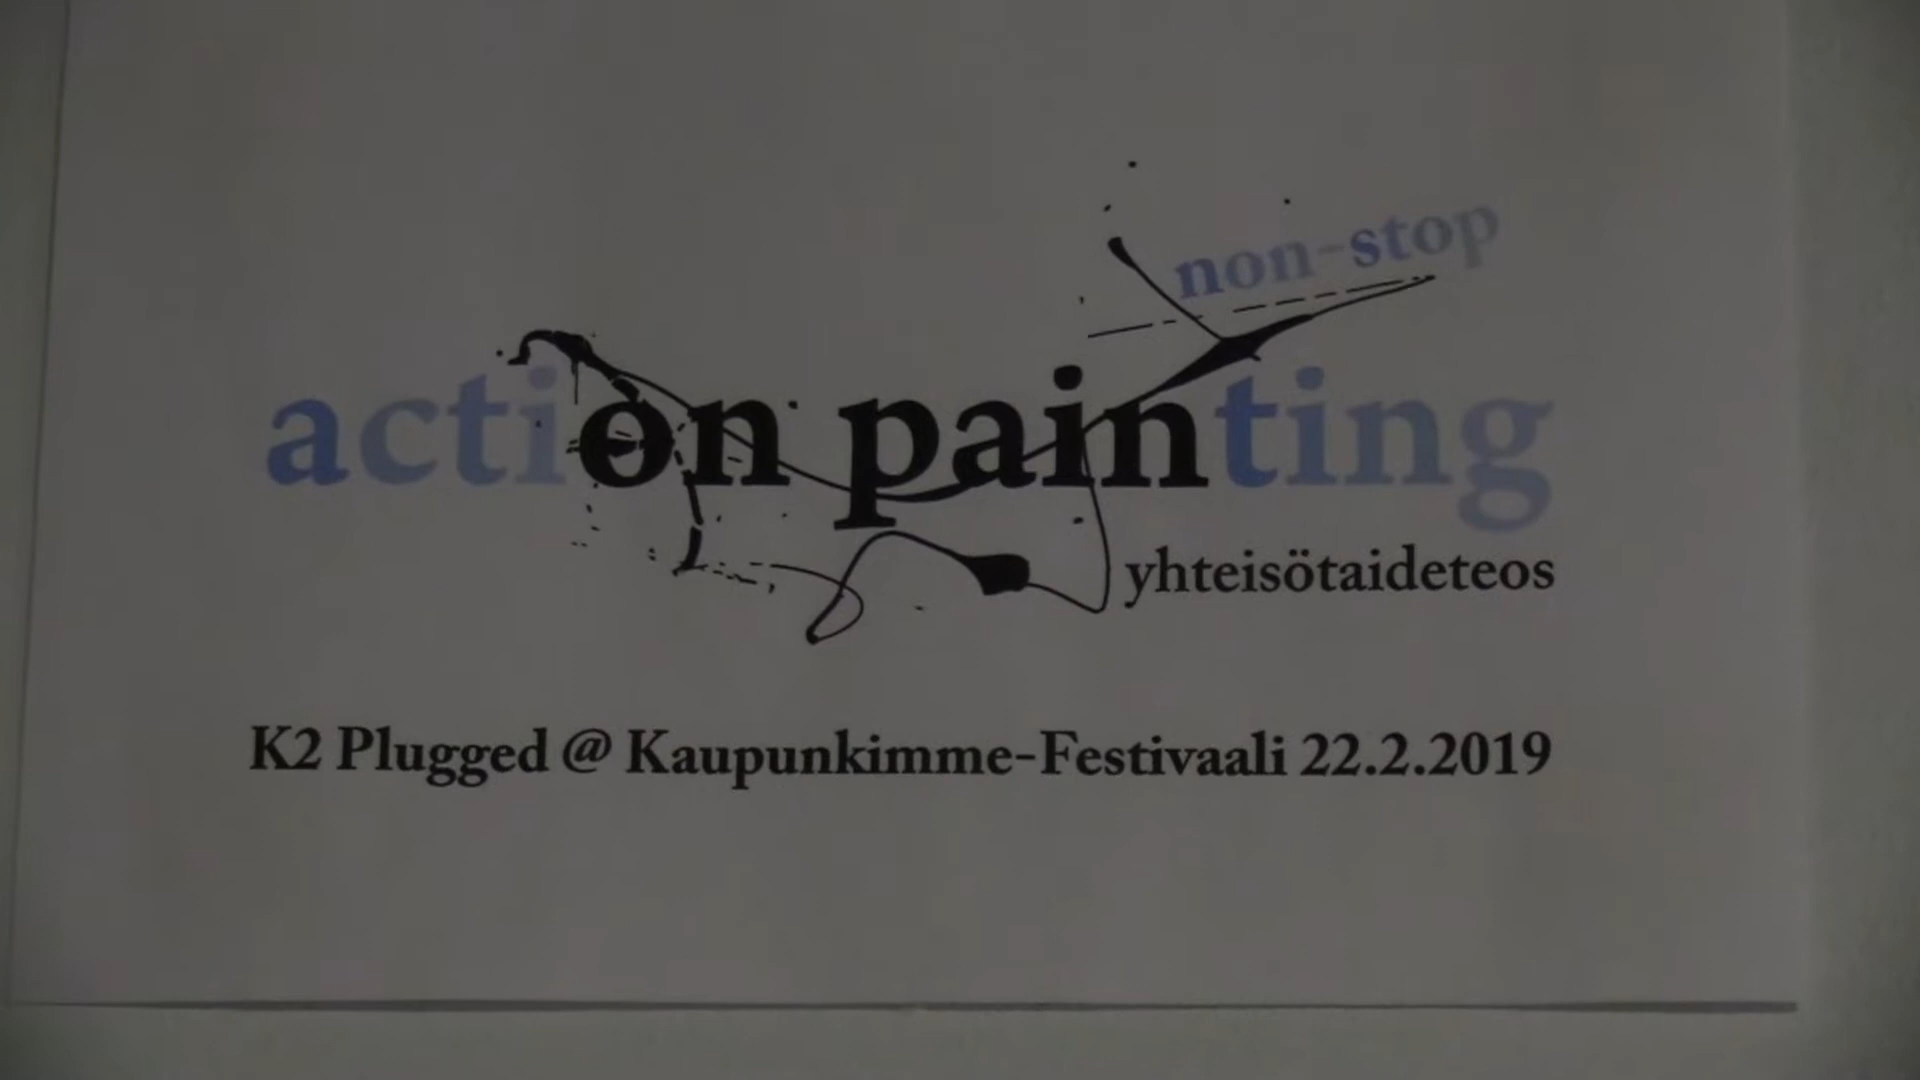 non-stop
action painting
yhteisötaideteos
K2 Plugged @ Kaupunkimme-Festivaali 22.2.2019